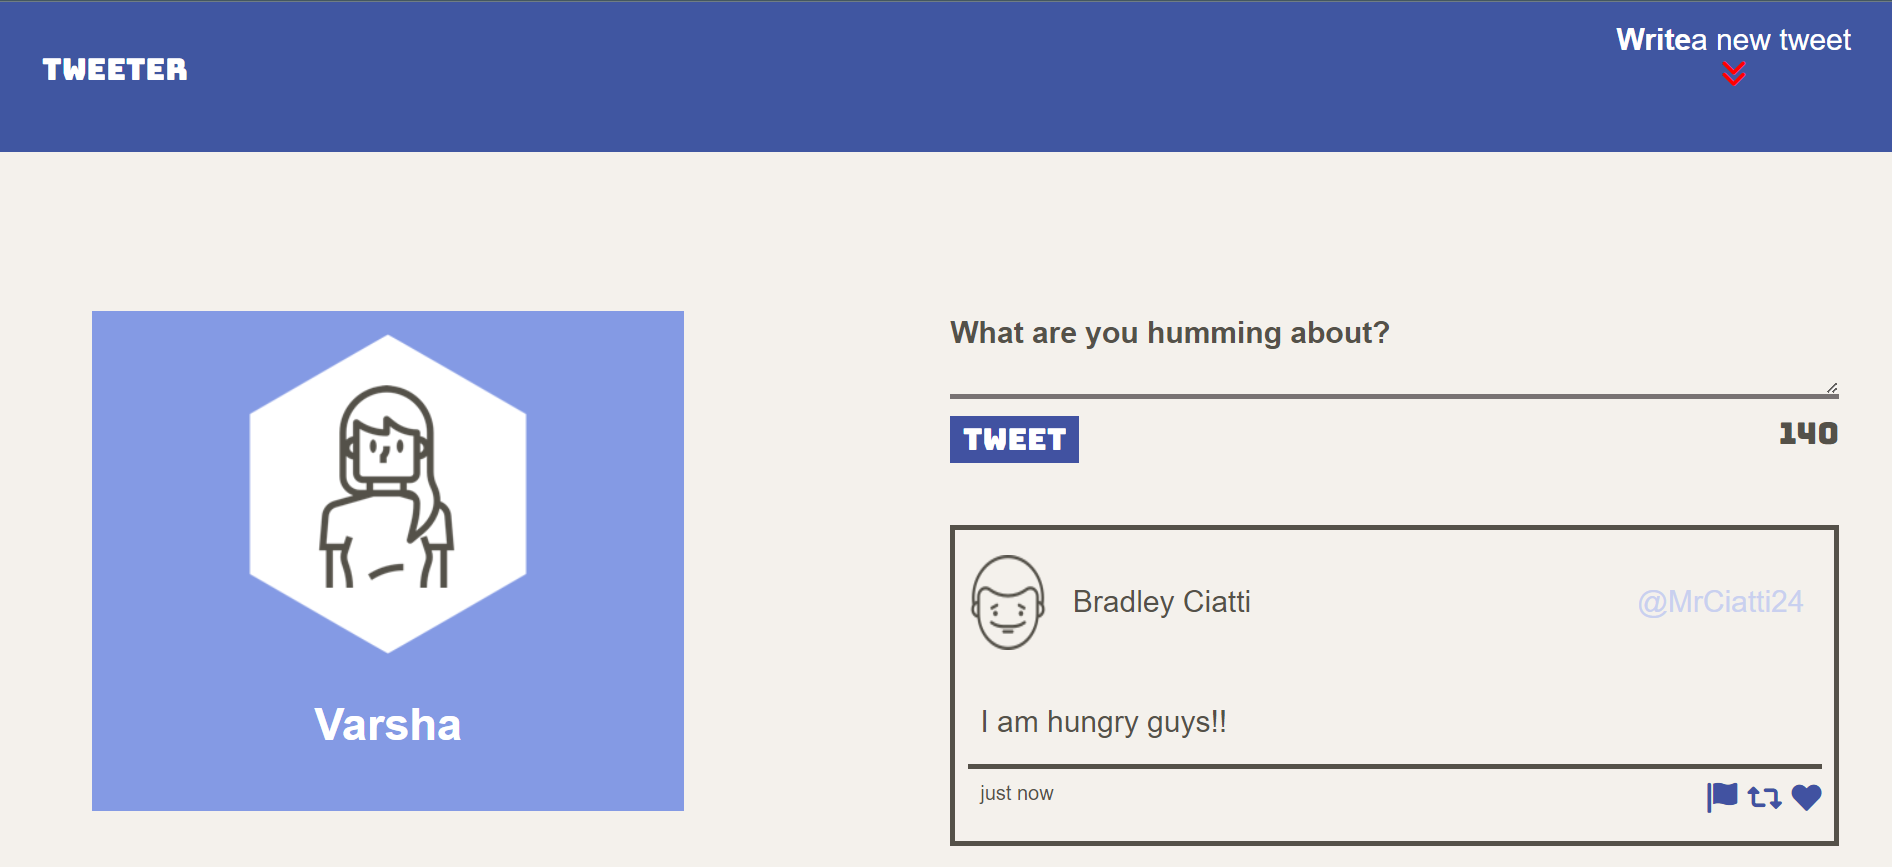 TWEETER
Writea new tweet
Varsha
What are you humming about?
TWEET
140
Bradley Ciatti
@MrCiatti24
I am hungry guys!!
just now